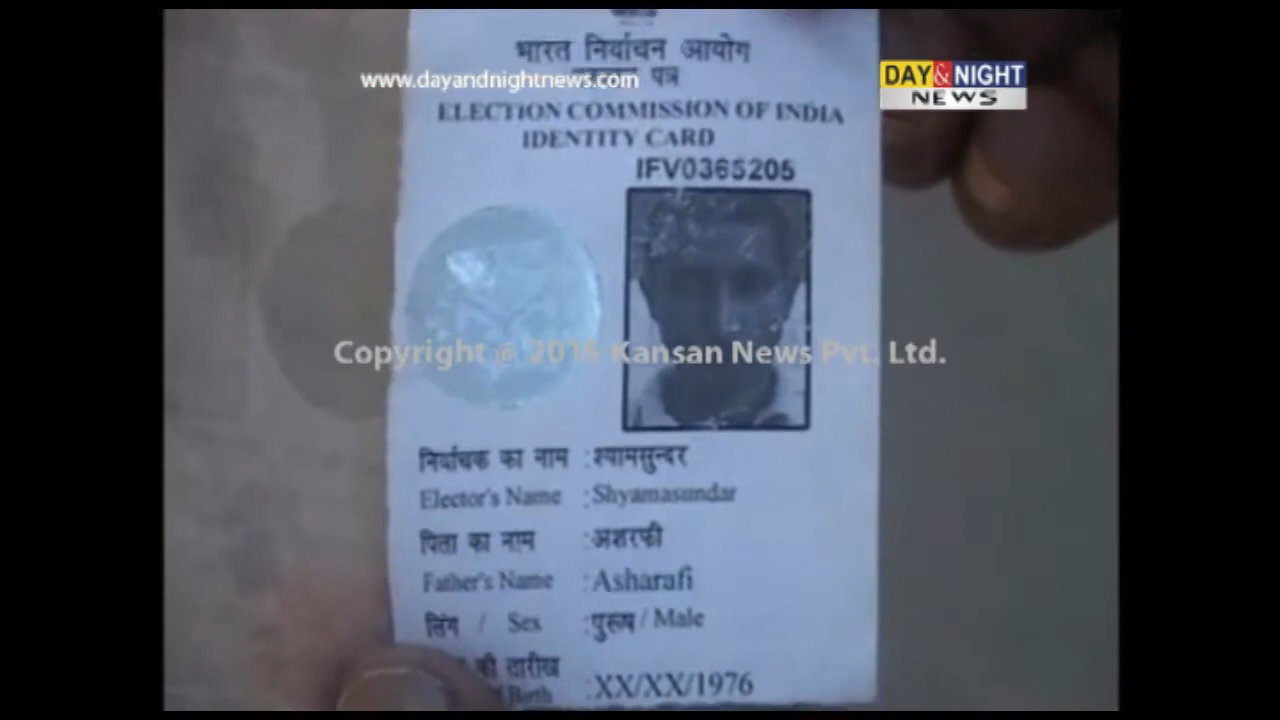 भारत निर्वाचन आयोग
पत्र
www.dayandnightnews.com
DAY & NIGHT
NEWS
ELECTION COMMISSION OF INDIA
IDENTITY CARD
IFV0365205
Copyright @ Kansan News Pvt. Ltd.
निर्वाचक का नाम : श्यामसुन्दर
Elector's Name : Shyamasundar
पिता का नाम : अशरफी
Father's Name : Asharafi
लिंग / Sex : पुरूष / Male
की तारीख
Birth : XX/XX/1976